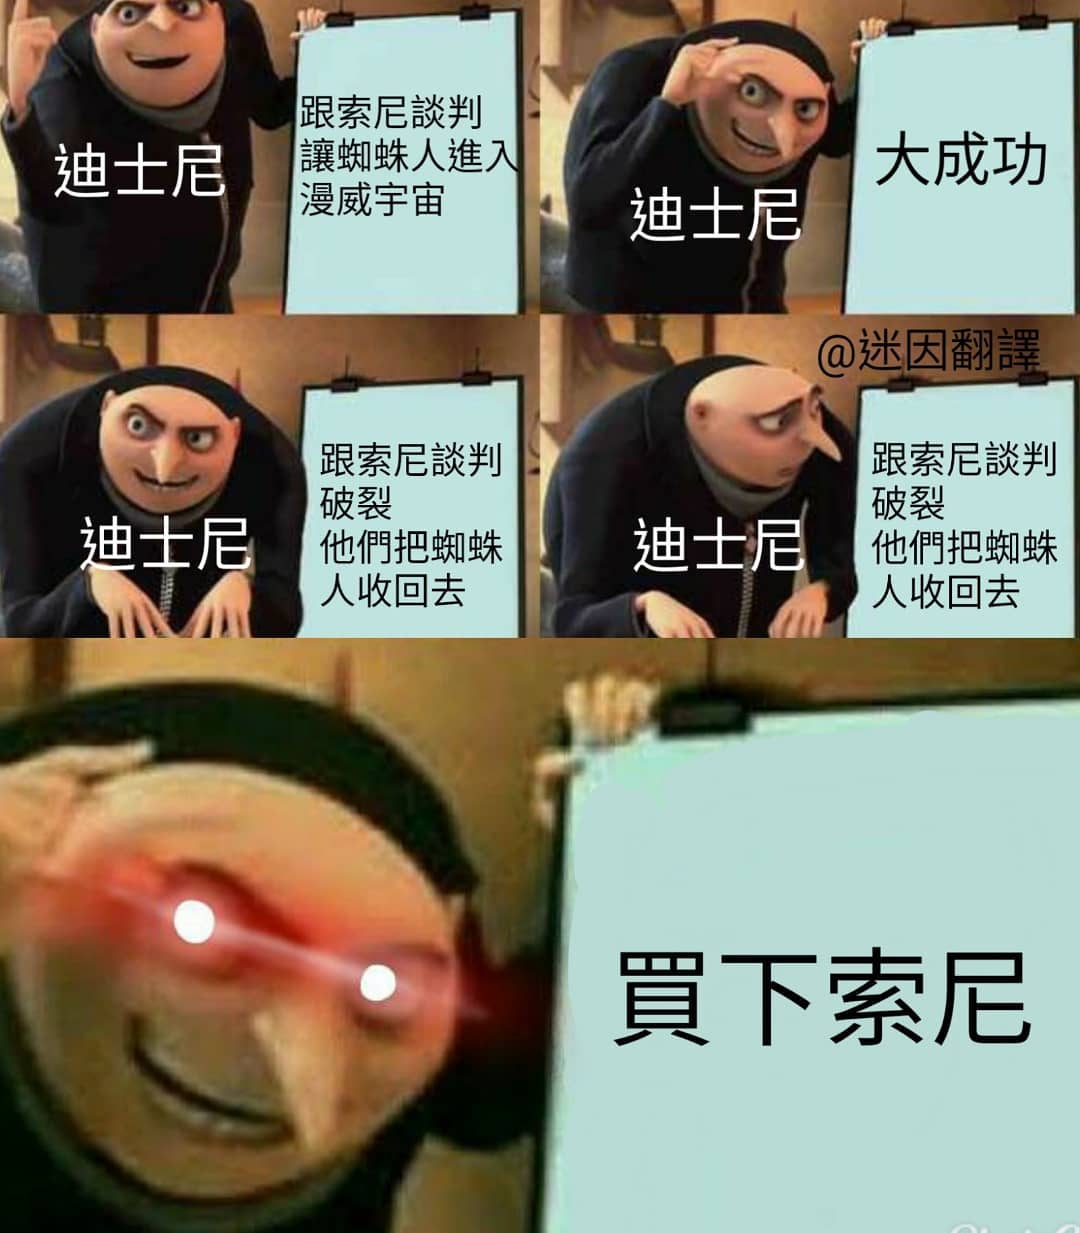 迪士尼
跟索尼談判
讓蜘蛛人進入
漫威宇宙
迪士尼
大成功
迪士尼
跟索尼談判
破裂
他們把蜘蛛
人收回去
@迷因翻譯
迪士尼
跟索尼談判
破裂
他們把蜘蛛
人收回去
買下索尼